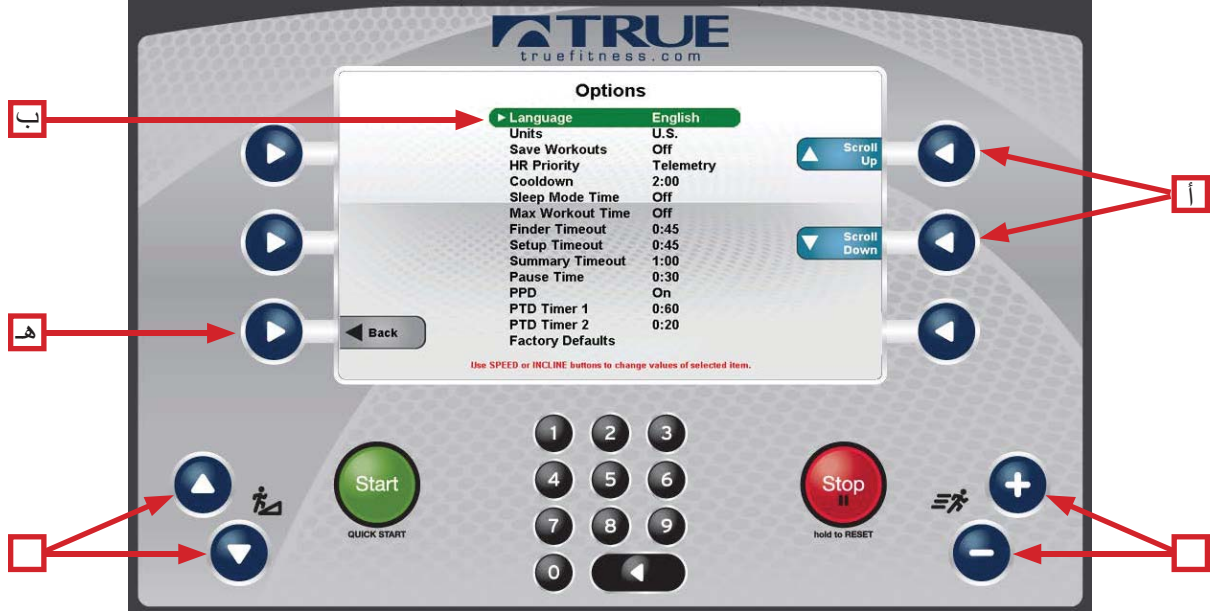 TRUE
truefitness.com
Options
ب
Language English
Units U.S.
Save Workouts Off
HR Priority Telemetry
Cooldown 2:00
Sleep Mode Time Off
Max Workout Time Off
Finder Timeout 0:45
Setup Timeout 0:45
Summary Timeout 1:00
Pause Time 0:30
PPD On
PTD Timer 1 0:60
PTD Timer 2 0:20
Factory Defaults
Scroll
Up
Scroll
Down
أ
هـ
Back
Use SPEED or INCLINE buttons to change values of selected item.
Start
QUICK START
1 2 3
4 5 6
7 8 9
0
Stop
hold to RESET